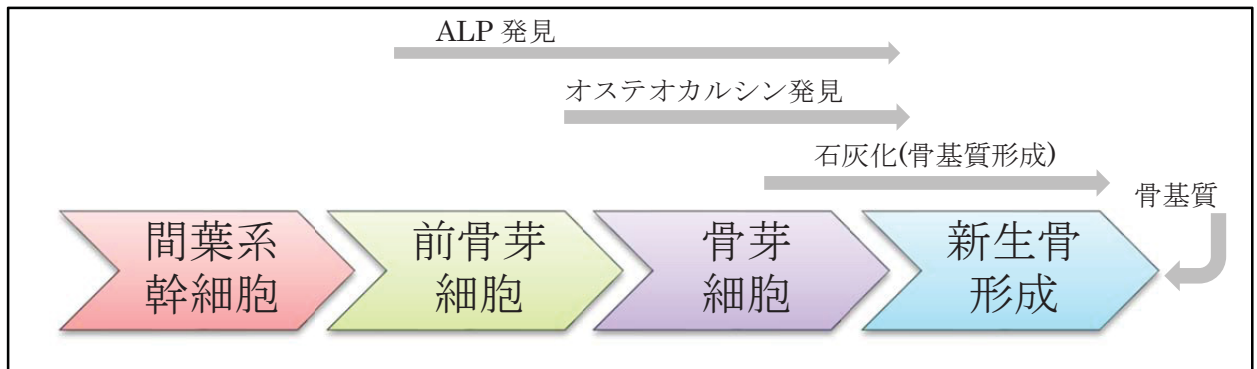 ALP 発見
オステオカルシン発見
石灰化(骨基質形成)
骨基質
間葉系
幹細胞
前骨芽
細胞
骨芽
細胞
新生骨
形成